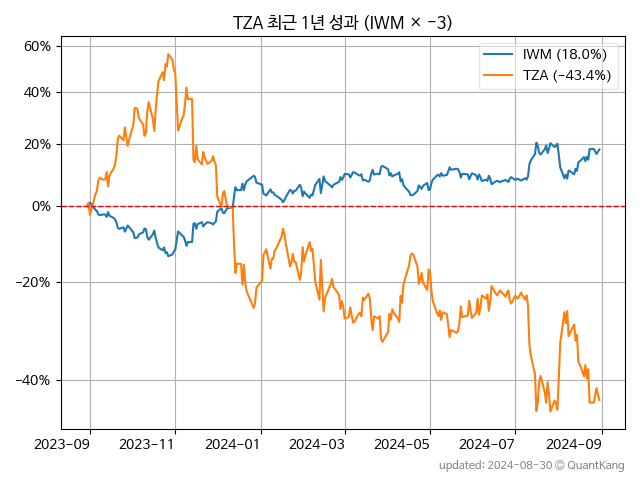 TZA 최근 1년 성과 (IWM × −3)
IWM (18.0%)
TZA (−43.4%)
60%
40%
20%
0%
−20%
−40%
2023-09 2023-11 2024-01 2024-03 2024-05 2024-07 2024-09
updated: 2024-08-30 © QuantKang